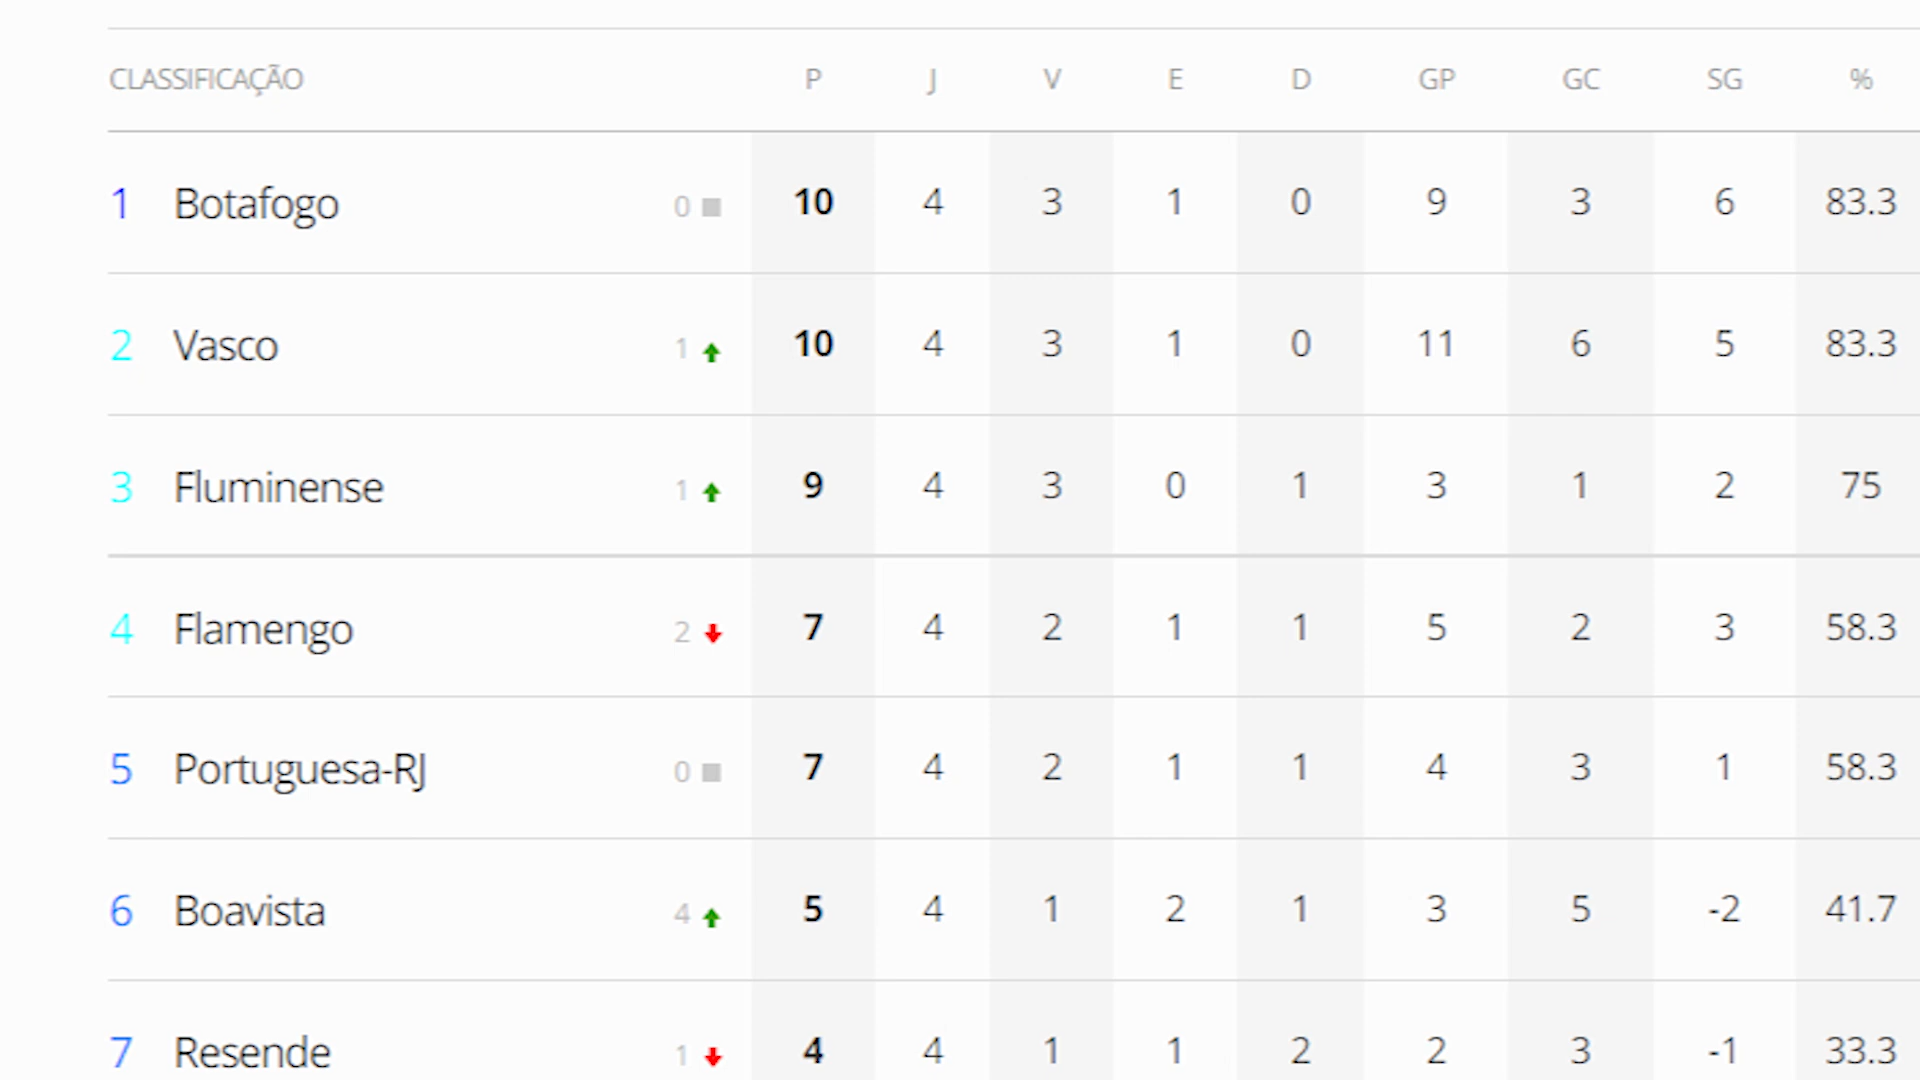 CLASSIFICAÇÃO P J V E D GP GC SG %
1 Botafogo 0 10 4 3 1 0 9 3 6 83.3
2 Vasco 1 10 4 3 1 0 11 6 5 83.3
3 Fluminense 1 9 4 3 0 1 3 1 2 75
4 Flamengo 2 7 4 2 1 1 5 2 3 58.3
5 Portuguesa-RJ 0 7 4 2 1 1 4 3 1 58.3
6 Boavista 4 5 4 1 2 1 3 5 -2 41.7
7 Resende 1 4 4 1 1 2 2 3 -1 33.3